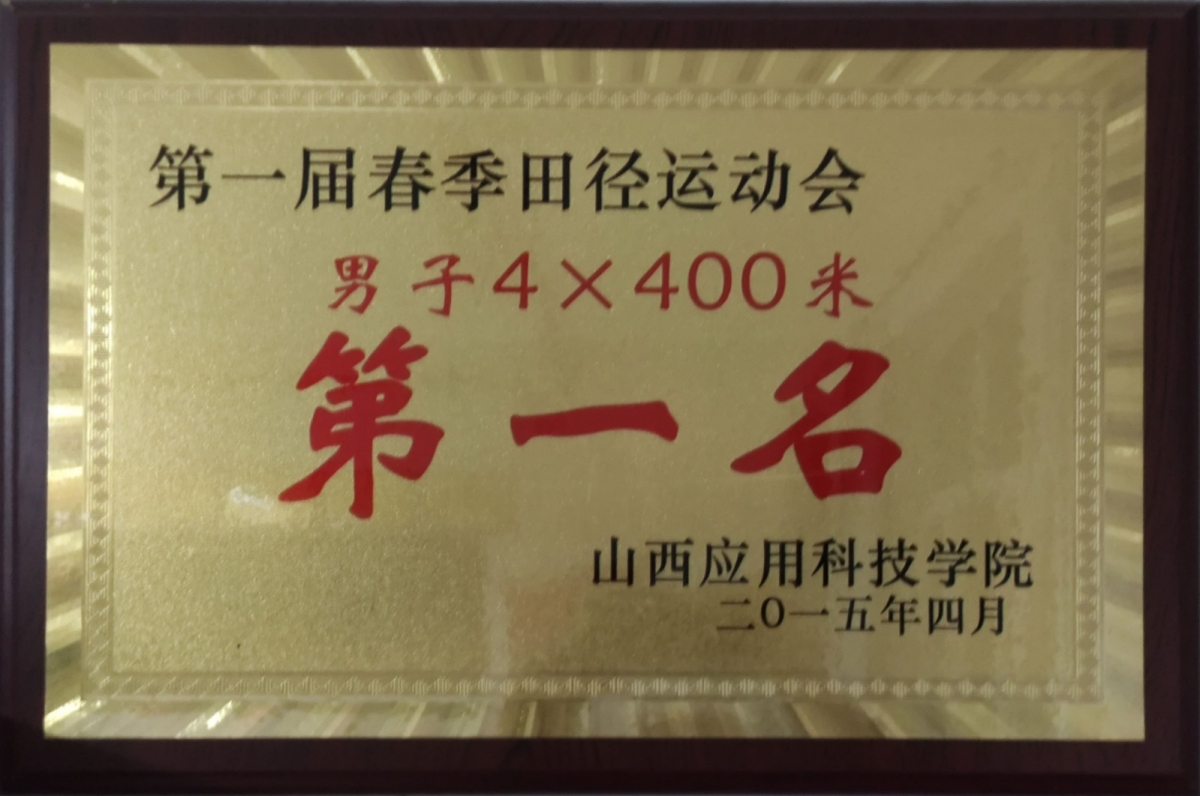 第一届春季田径运动会
男子4×400米
第一名
山西应用科技学院
二〇一五年四月